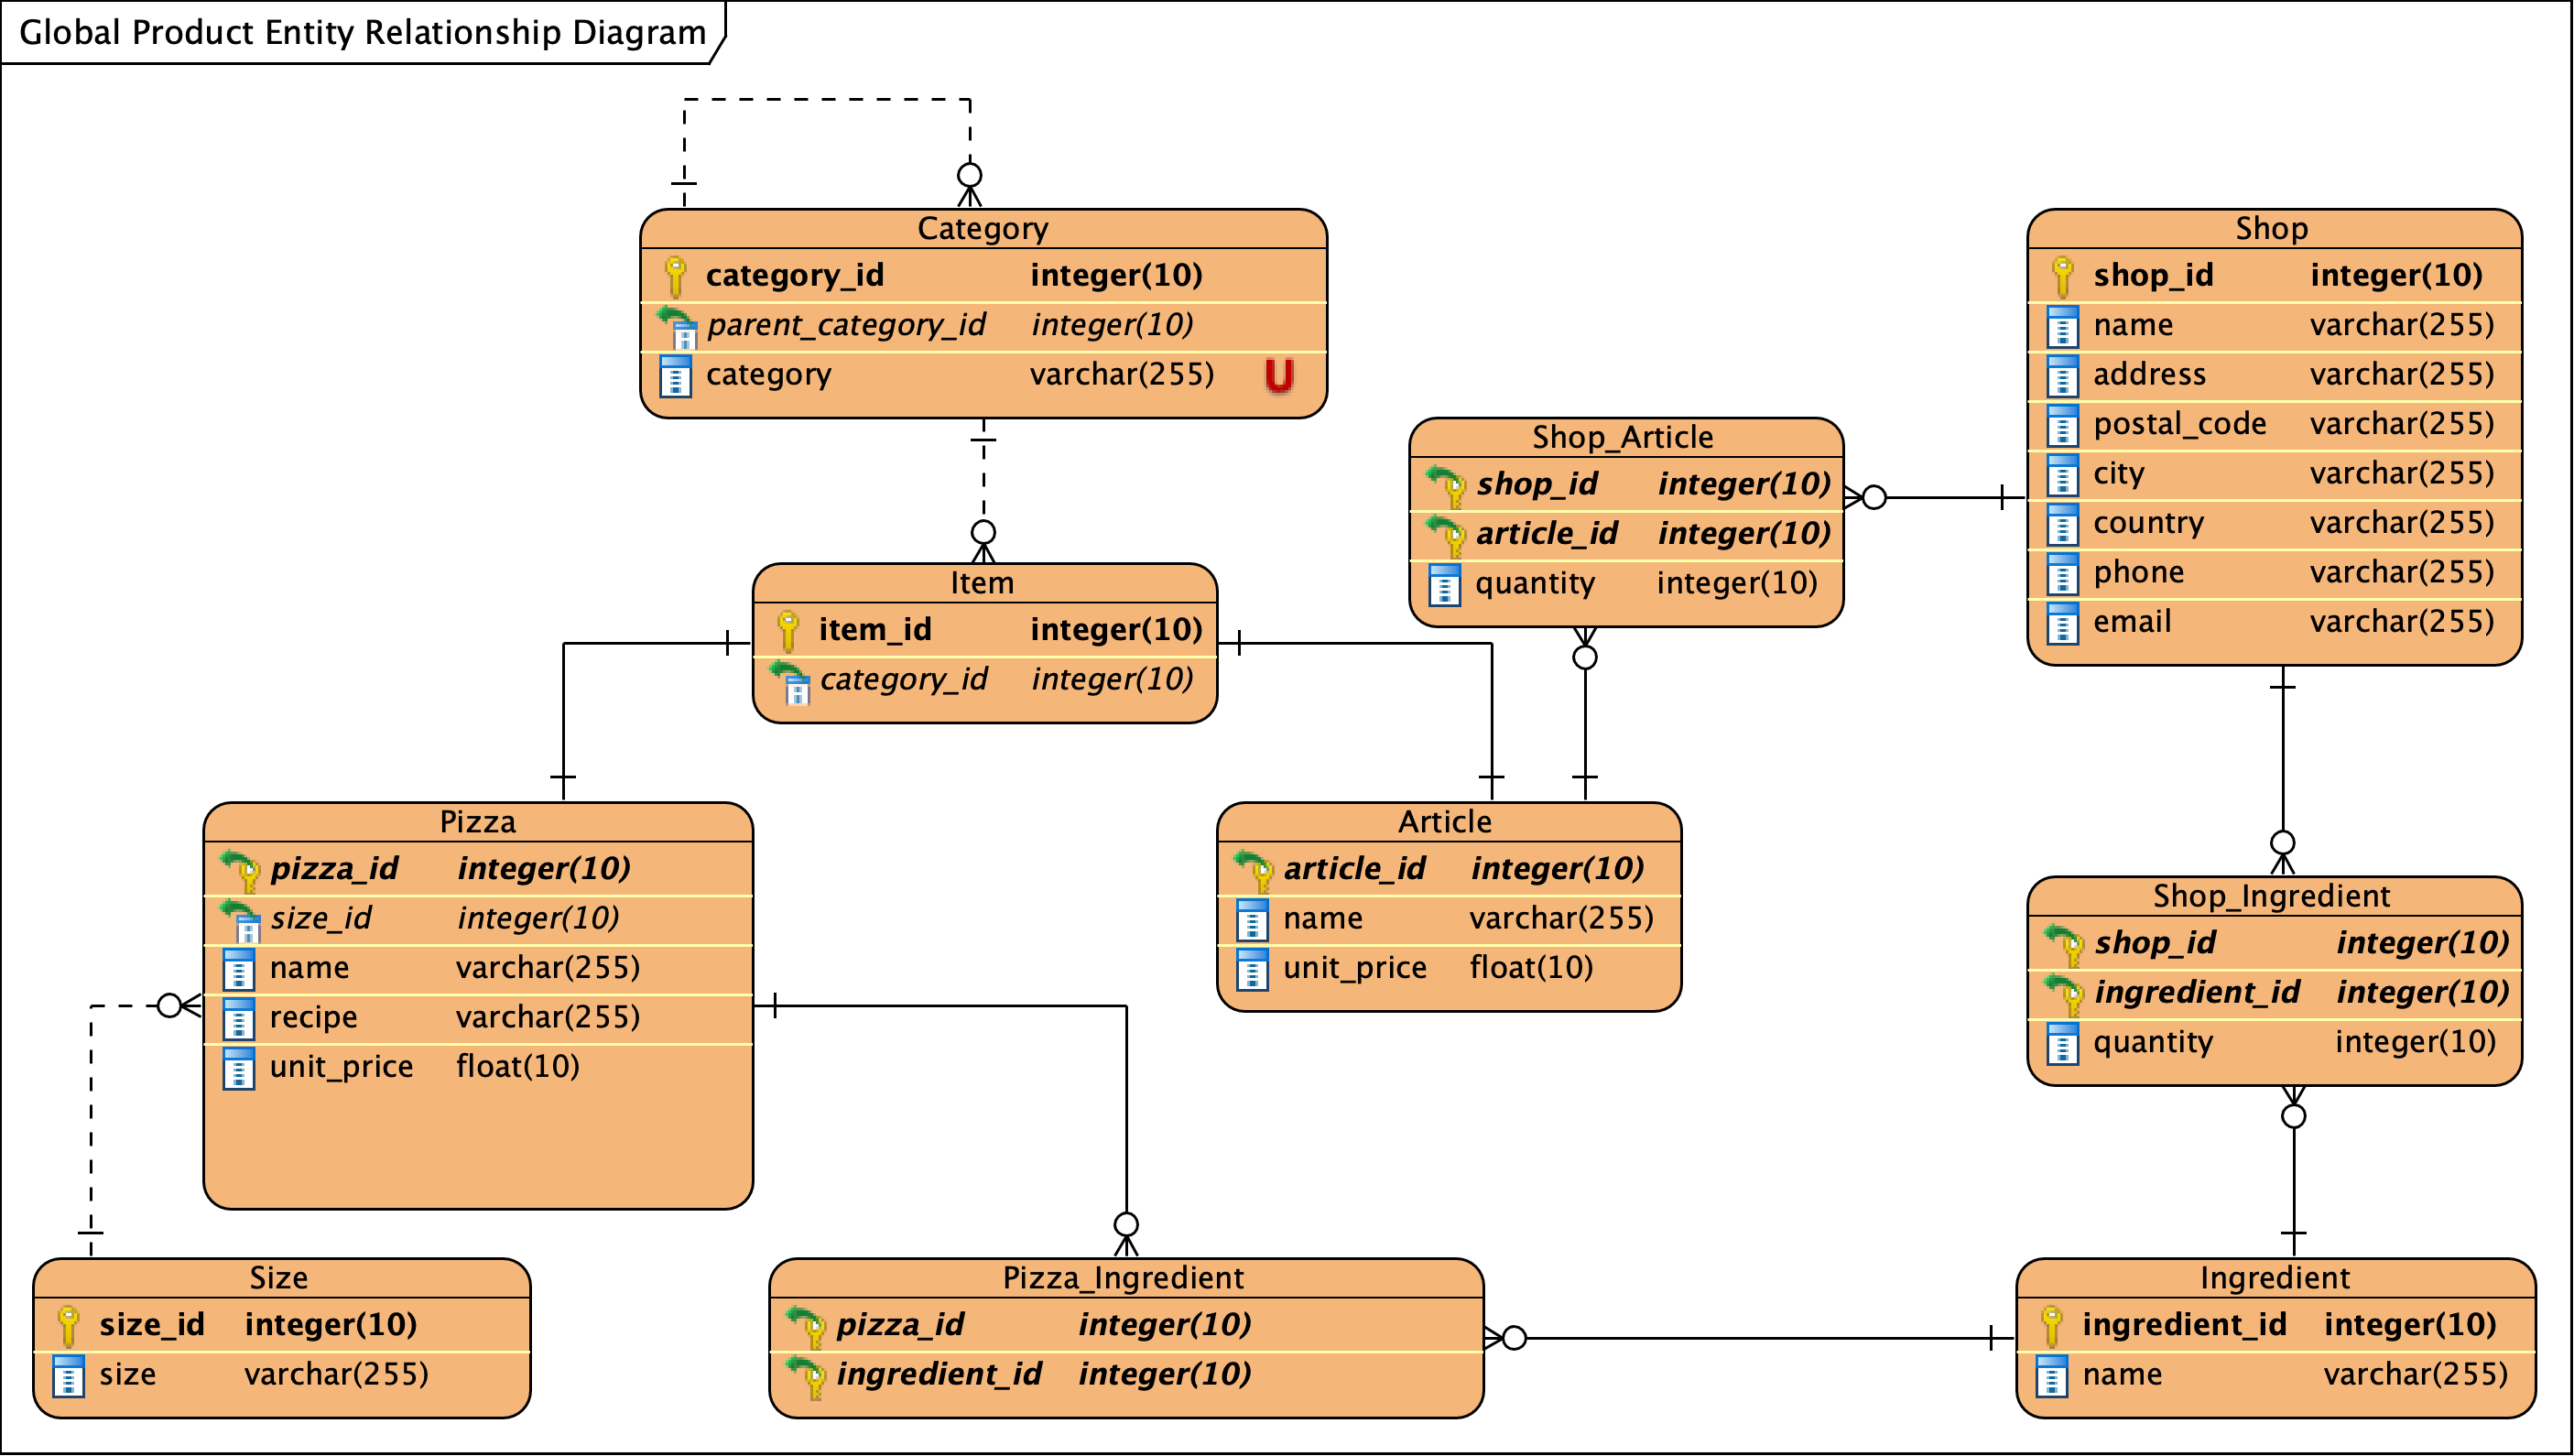 Global Product Entity Relationship Diagram
Category
category_id integer(10)
parent_category_id integer(10)
category varchar(255) U
Shop
shop_id integer(10)
name varchar(255)
address varchar(255)
postal_code varchar(255)
city varchar(255)
country varchar(255)
phone varchar(255)
email varchar(255)
Shop_Article
shop_id integer(10)
article_id integer(10)
quantity integer(10)
Item
item_id integer(10)
category_id integer(10)
Pizza
pizza_id integer(10)
size_id integer(10)
name varchar(255)
recipe varchar(255)
unit_price float(10)
Article
article_id integer(10)
name varchar(255)
unit_price float(10)
Shop_Ingredient
shop_id integer(10)
ingredient_id integer(10)
quantity integer(10)
Size
size_id integer(10)
size varchar(255)
Pizza_Ingredient
pizza_id integer(10)
ingredient_id integer(10)
Ingredient
ingredient_id integer(10)
name varchar(255)